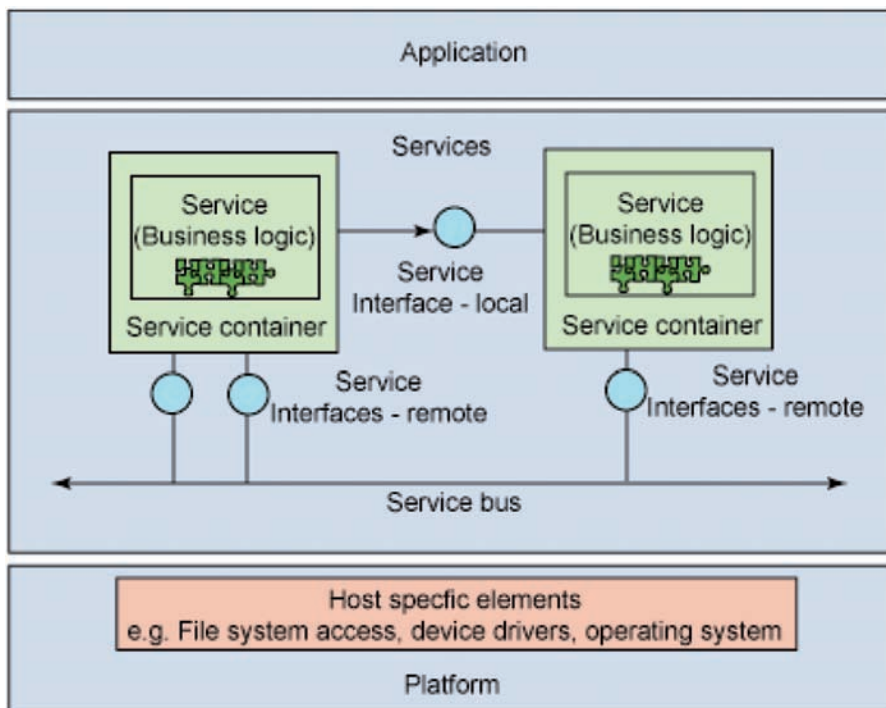 Application
Services
Service
(Business logic)
Service container
Service
Interface - local
Service
(Business logic)
Service container
Service
Interfaces - remote
Service
Interfaces - remote
Service bus
Host specfic elements
e.g. File system access, device drivers, operating system
Platform